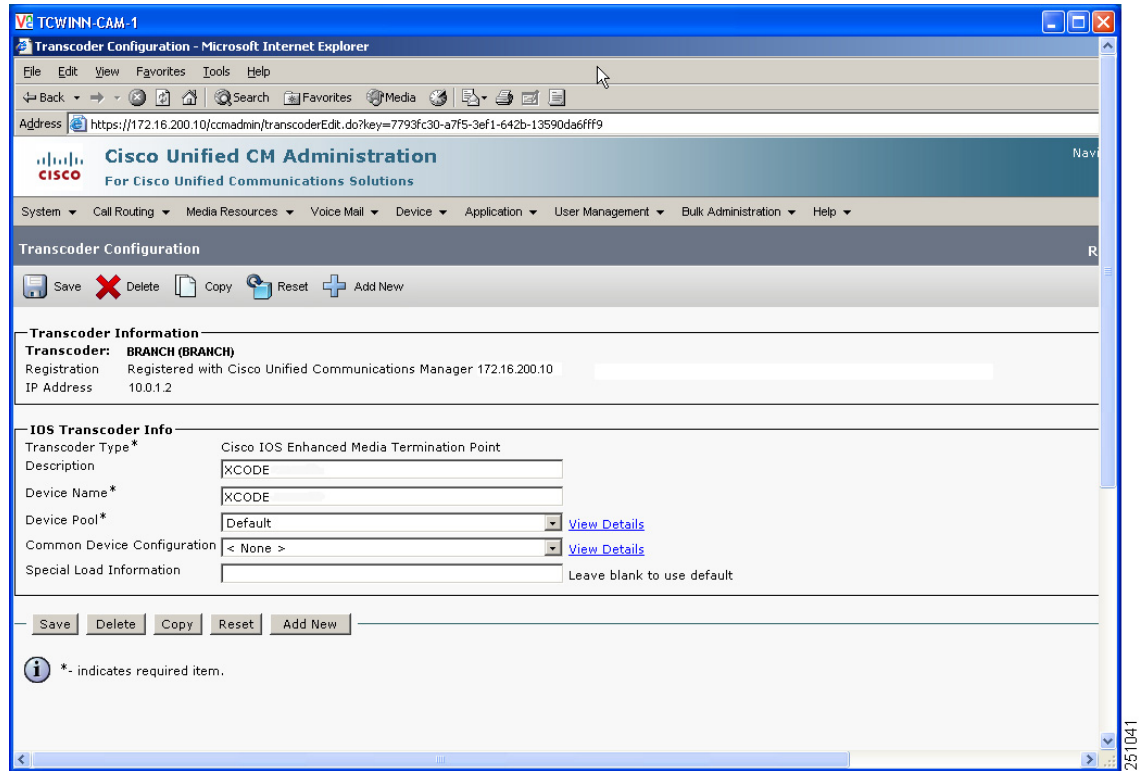 TCWINN-CAM-1
Transcoder Configuration - Microsoft Internet Explorer
File Edit View Favorites Tools Help
Back Search Favorites Media
Address https://172.16.200.10/ccmadmin/transcoderEdit.do?key=7793fc30-a7f5-3ef1-642b-13590da6fff9
CISCO
Cisco Unified CM Administration Navi
For Cisco Unified Communications Solutions
System Call Routing Media Resources Voice Mail Device Application User Management Bulk Administration Help
Transcoder Configuration R
Save Delete Copy Reset Add New
Transcoder Information
Transcoder: BRANCH (BRANCH)
Registration Registered with Cisco Unified Communications Manager 172.16.200.10
IP Address 10.0.1.2
IOS Transcoder Info
Transcoder Type* Cisco IOS Enhanced Media Termination Point
Description XCODE
Device Name* XCODE
Device Pool* Default View Details
Common Device Configuration < None > View Details
Special Load Information Leave blank to use default
Save Delete Copy Reset Add New
i *- indicates required item.
251041